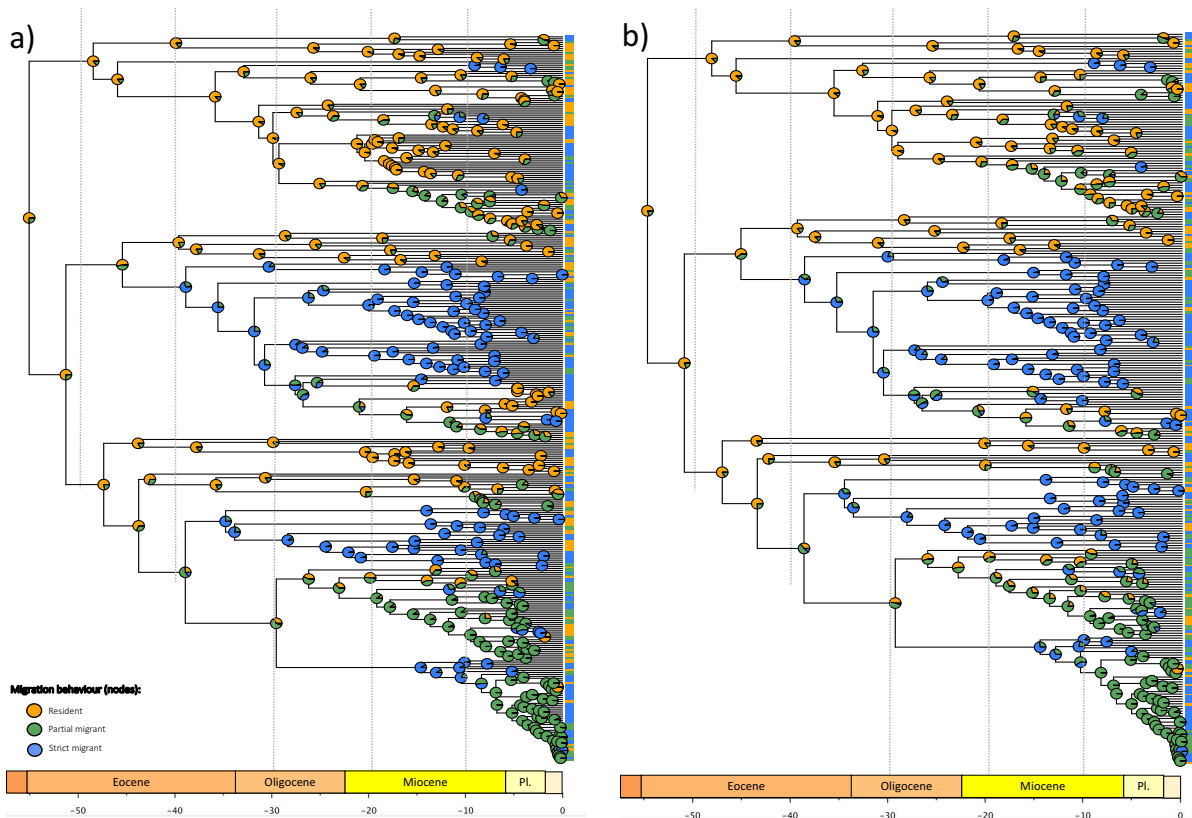 a)
b)
Migration behaviour (nodes):
Resident
Partial migrant
Strict migrant
Eocene Oligocene Miocene Pl.
−50 −40 −30 −20 −10 0
Eocene Oligocene Miocene Pl.
−50 −40 −30 −20 −10 0